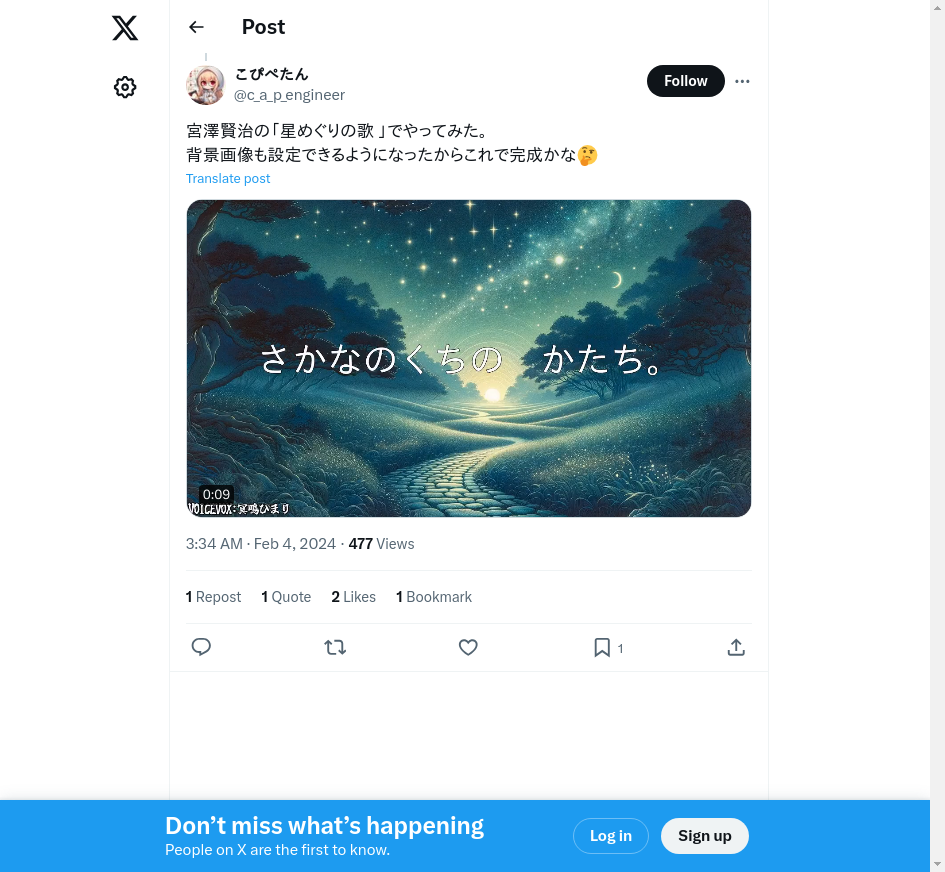 Post
こぴぺたん
@c_a_p_engineer
Follow
宮澤賢治の「星めぐりの歌 」でやってみた。
背景画像も設定できるようになったからこれで完成かな🤔
Translate post
さかなのくちの　かたち。
0:09
VOICEVOX:冥鳴ひまり
3:34 AM · Feb 4, 2024 · 477 Views
1 Repost 1 Quote 2 Likes 1 Bookmark
1
Don’t miss what’s happening
People on X are the first to know.
Log in
Sign up